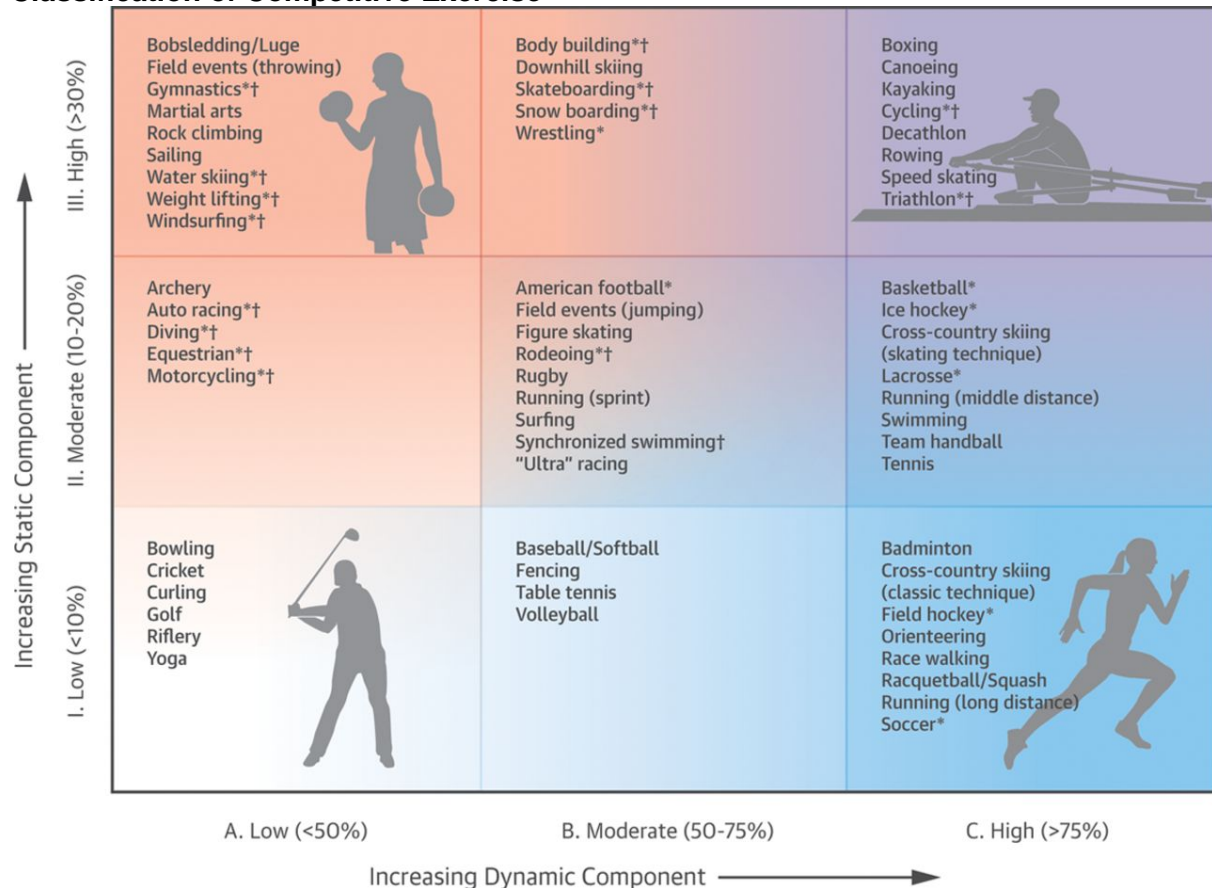 Classification of Competitive Exercise
III. High (>30%)
Bobsledding/Luge
Field events (throwing)
Gymnastics*†
Martial arts
Rock climbing
Sailing
Water skiing*†
Weight lifting*†
Windsurfing*†
Body building*†
Downhill skiing
Skateboarding*†
Snow boarding*†
Wrestling*
Boxing
Canoeing
Kayaking
Cycling*†
Decathlon
Rowing
Speed skating
Triathlon*†
II. Moderate (10-20%)
Archery
Auto racing*†
Diving*†
Equestrian*†
Motorcycling*†
American football*
Field events (jumping)
Figure skating
Rodeoing*†
Rugby
Running (sprint)
Surfing
Synchronized swimming†
"Ultra" racing
Basketball*
Ice hockey*
Cross-country skiing
(skating technique)
Lacrosse*
Running (middle distance)
Swimming
Team handball
Tennis
I. Low (<10%)
Bowling
Cricket
Curling
Golf
Riflery
Yoga
Baseball/Softball
Fencing
Table tennis
Volleyball
Badminton
Cross-country skiing
(classic technique)
Field hockey*
Orienteering
Race walking
Racquetball/Squash
Running (long distance)
Soccer*
Increasing Static Component
A. Low (<50%)
B. Moderate (50-75%)
C. High (>75%)
Increasing Dynamic Component